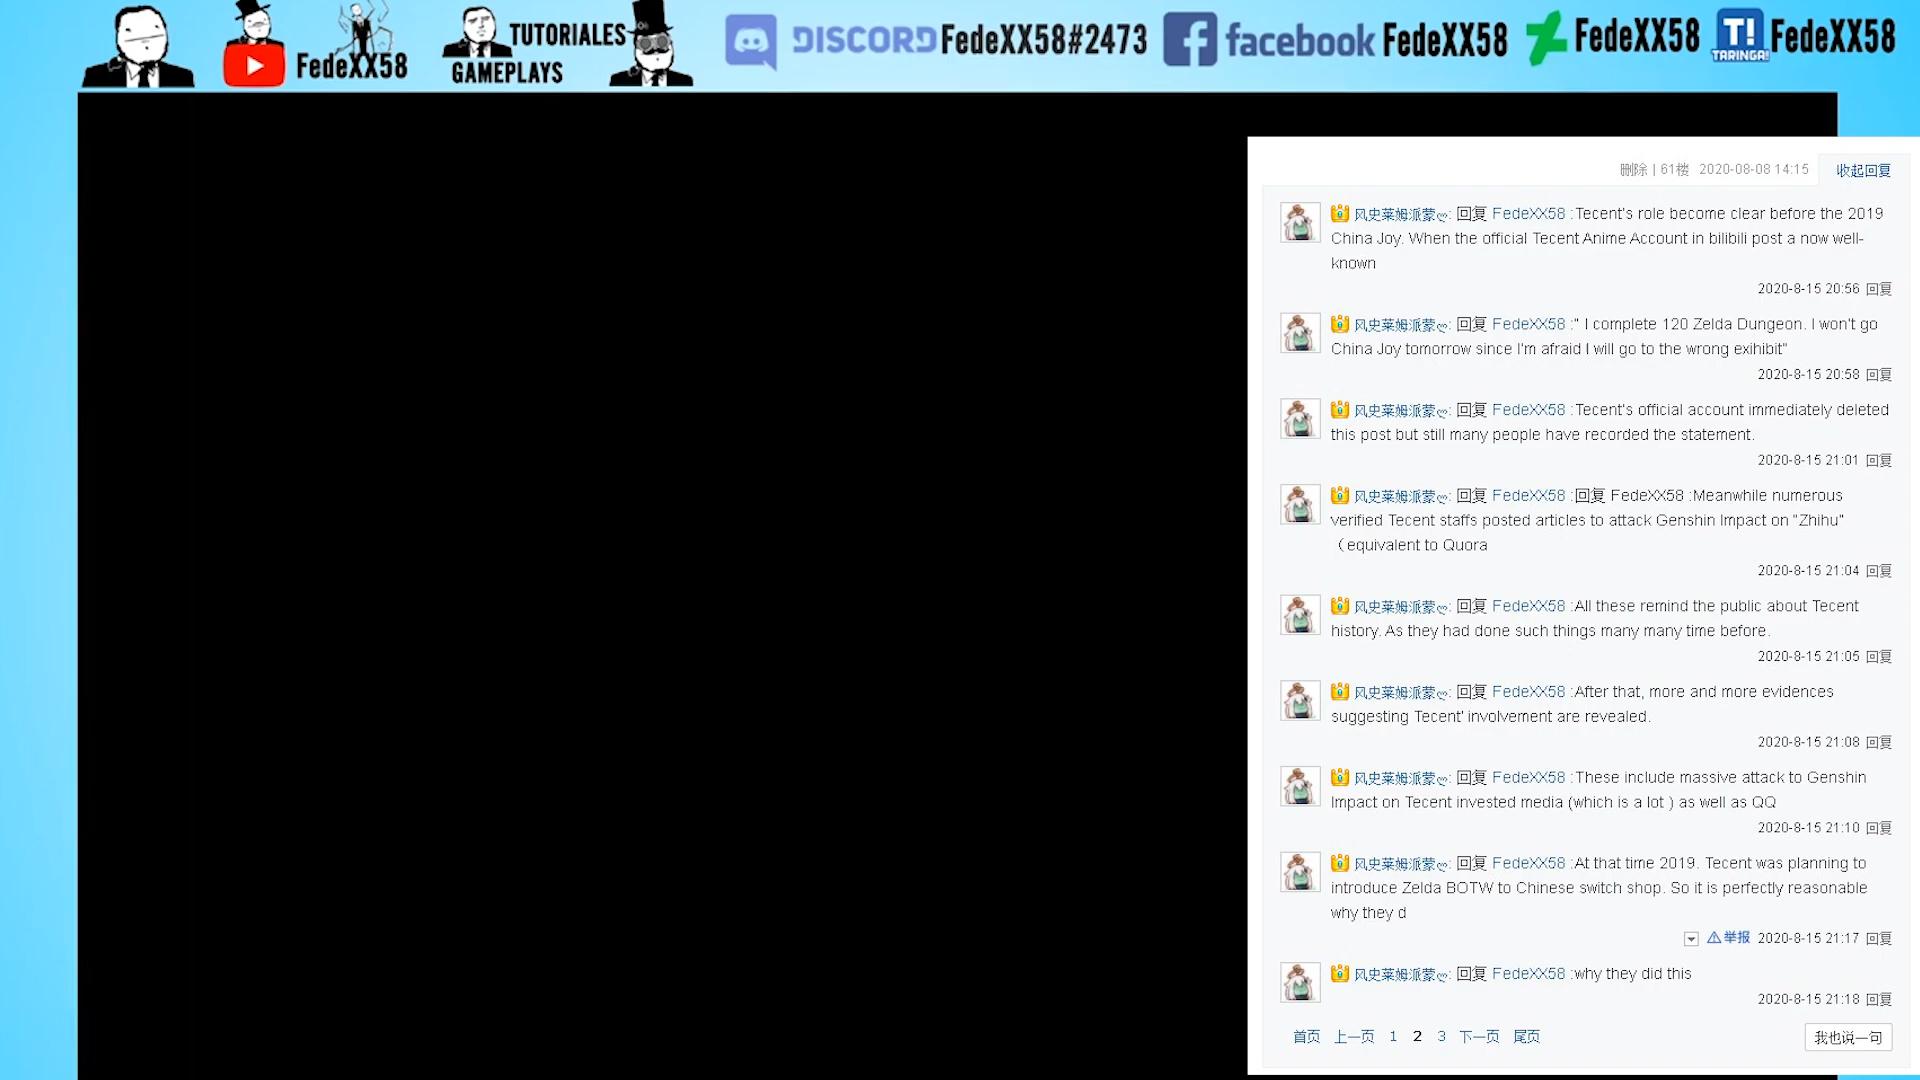 FedeXX58
TUTORIALES
GAMEPLAYS
DISCORD FedeXX58#2473
facebook FedeXX58
FedeXX58
T!
TARINGA!
FedeXX58
删除 | 61楼 2020-08-08 14:15 收起回复
风史莱姆派蒙ღ: 回复 FedeXX58 :Tecent's role become clear before the 2019
China Joy. When the official Tecent Anime Account in bilibili post a now well-
known
2020-8-15 20:56 回复
风史莱姆派蒙ღ: 回复 FedeXX58 :" I complete 120 Zelda Dungeon. I won't go
China Joy tomorrow since I'm afraid I will go to the wrong exihibit"
2020-8-15 20:58 回复
风史莱姆派蒙ღ: 回复 FedeXX58 :Tecent's official account immediately deleted
this post but still many people have recorded the statement.
2020-8-15 21:01 回复
风史莱姆派蒙ღ: 回复 FedeXX58 :回复 FedeXX58 :Meanwhile numerous
verified Tecent staffs posted articles to attack Genshin Impact on "Zhihu"
（equivalent to Quora
2020-8-15 21:04 回复
风史莱姆派蒙ღ: 回复 FedeXX58 :All these remind the public about Tecent
history. As they had done such things many many time before.
2020-8-15 21:05 回复
风史莱姆派蒙ღ: 回复 FedeXX58 :After that, more and more evidences
suggesting Tecent' involvement are revealed.
2020-8-15 21:08 回复
风史莱姆派蒙ღ: 回复 FedeXX58 :These include massive attack to Genshin
Impact on Tecent invested media (which is a lot ) as well as QQ
2020-8-15 21:10 回复
风史莱姆派蒙ღ: 回复 FedeXX58 :At that time 2019. Tecent was planning to
introduce Zelda BOTW to Chinese switch shop. So it is perfectly reasonable
why they d
举报 2020-8-15 21:17 回复
风史莱姆派蒙ღ: 回复 FedeXX58 :why they did this
2020-8-15 21:18 回复
首页 上一页 1 2 3 下一页 尾页 我也说一句